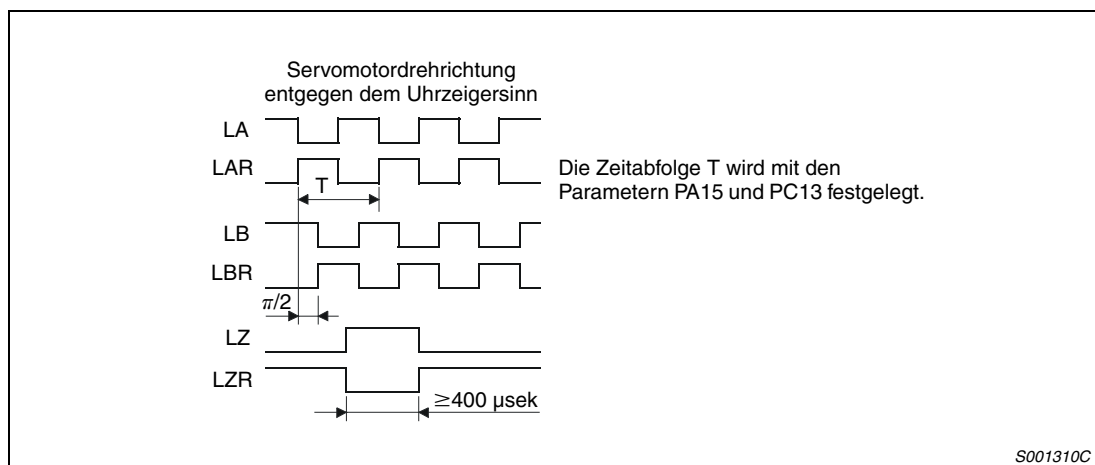 Servomotordrehrichtung
entgegen dem Uhrzeigersinn
LA
LAR
Die Zeitabfolge T wird mit den
Parametern PA15 und PC13 festgelegt.
T
LB
LBR
π/2
LZ
LZR
≥400 µsek
S001310C